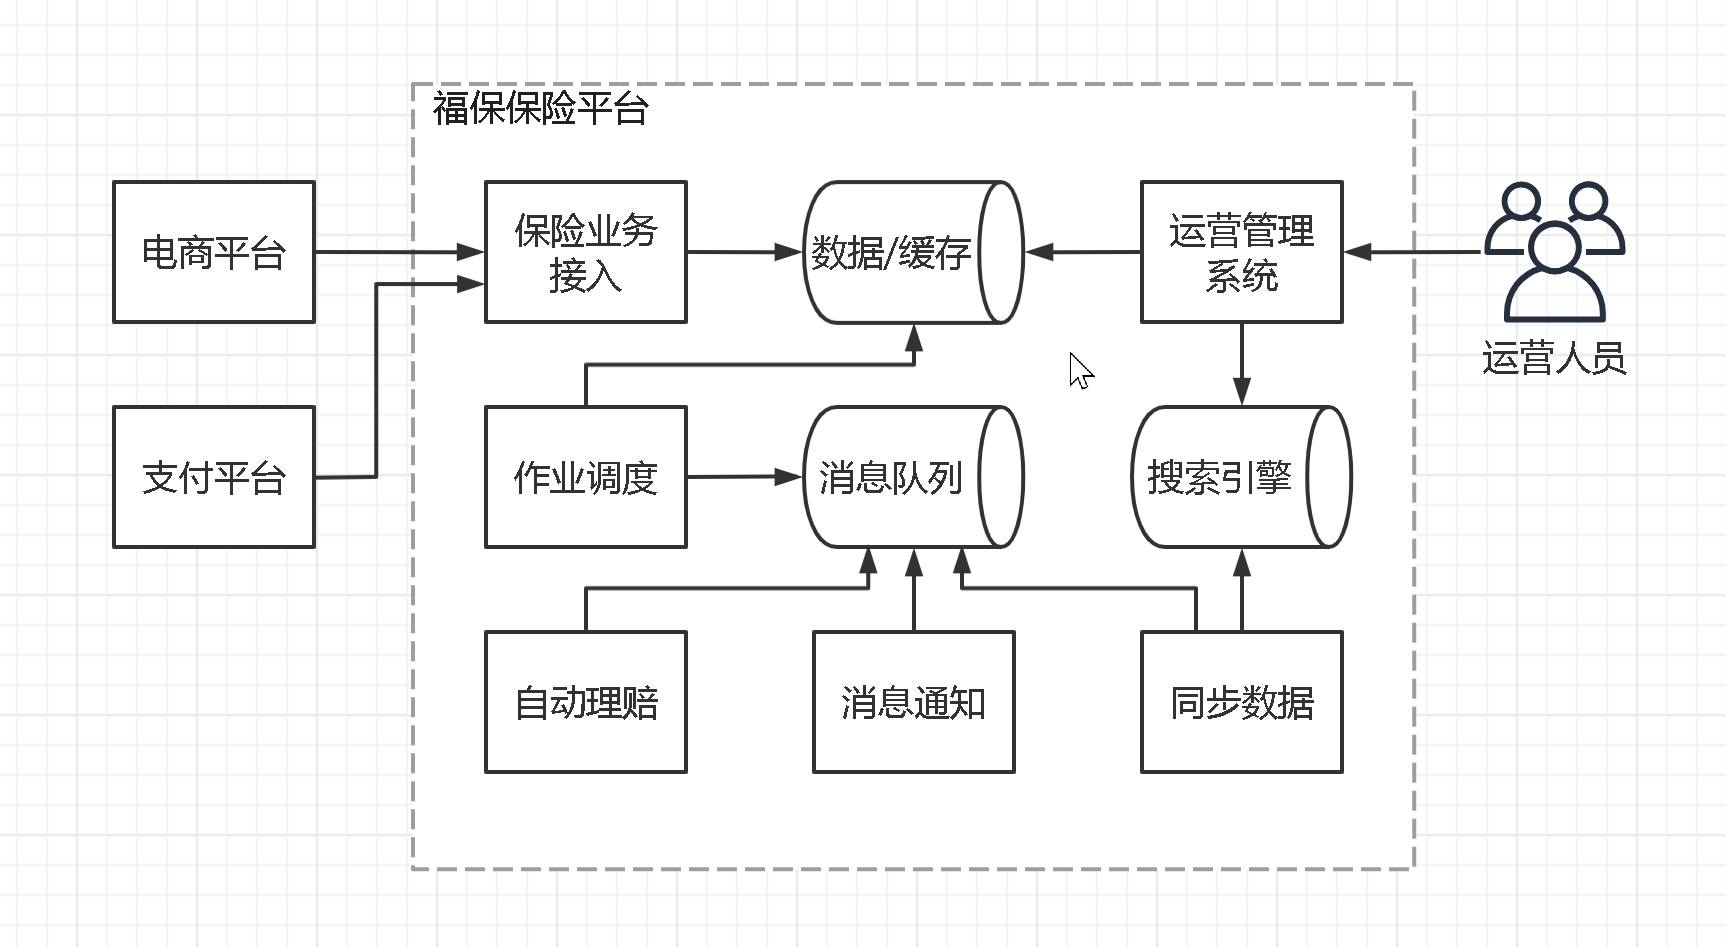 福保保险平台
电商平台
保险业务
接入
数据/缓存
运营管理
系统
运营人员
支付平台
作业调度
消息队列
搜索引擎
自动理赔
消息通知
同步数据